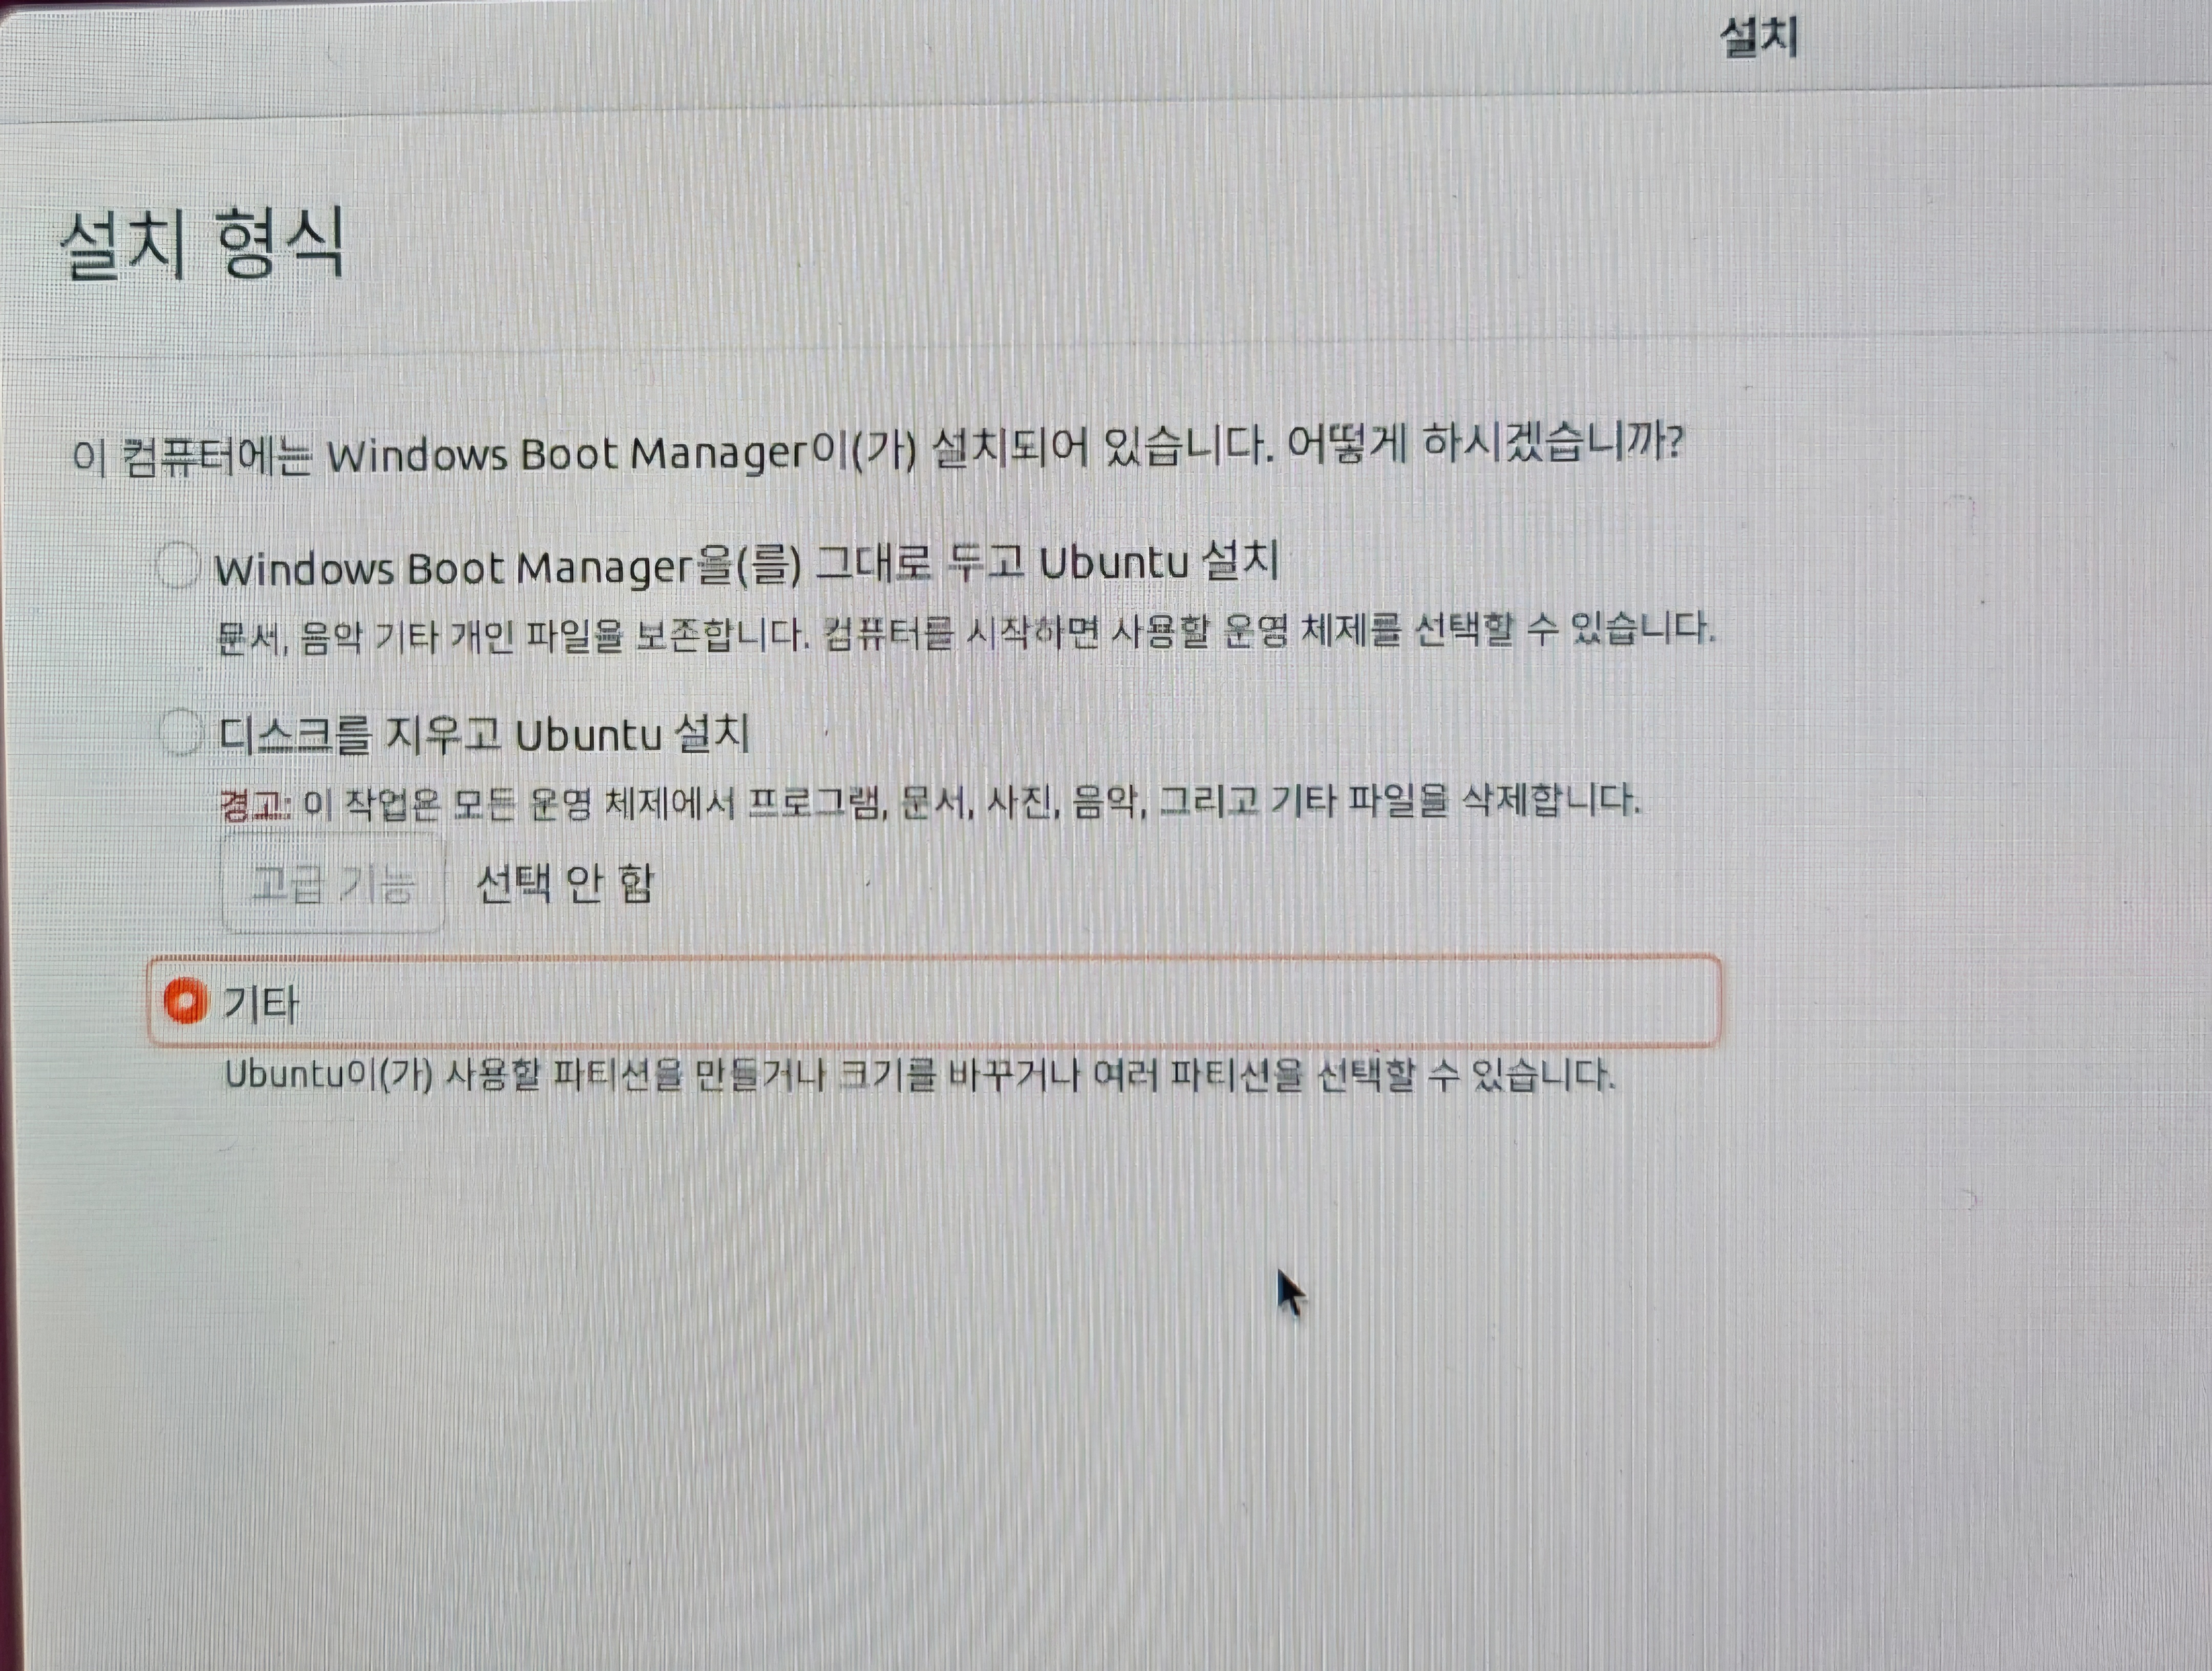 설치
설치 형식
이 컴퓨터에는 Windows Boot Manager이(가) 설치되어 있습니다. 어떻게 하시겠습니까?
Windows Boot Manager을(를) 그대로 두고 Ubuntu 설치
문서, 음악 기타 개인 파일을 보존합니다. 컴퓨터를 시작하면 사용할 운영 체제를 선택할 수 있습니다.
디스크를 지우고 Ubuntu 설치
경고: 이 작업은 모든 운영 체제에서 프로그램, 문서, 사진, 음악, 그리고 기타 파일을 삭제합니다.
고급 기능 선택 안 함
기타
Ubuntu이(가) 사용할 파티션을 만들거나 크기를 바꾸거나 여러 파티션을 선택할 수 있습니다.